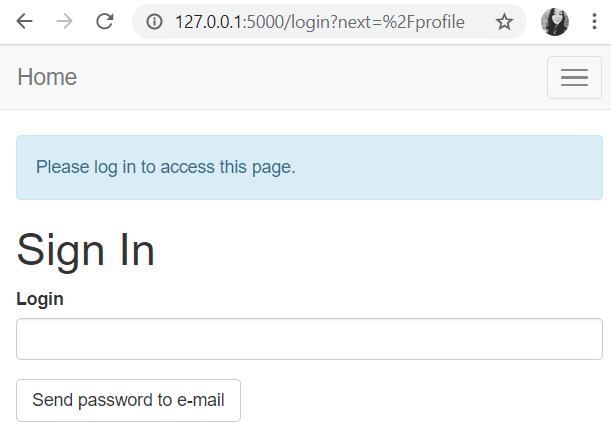 127.0.0.1:5000/login?next=%2Fprofile
Home
Please log in to access this page.
Sign In
Login
Send password to e-mail